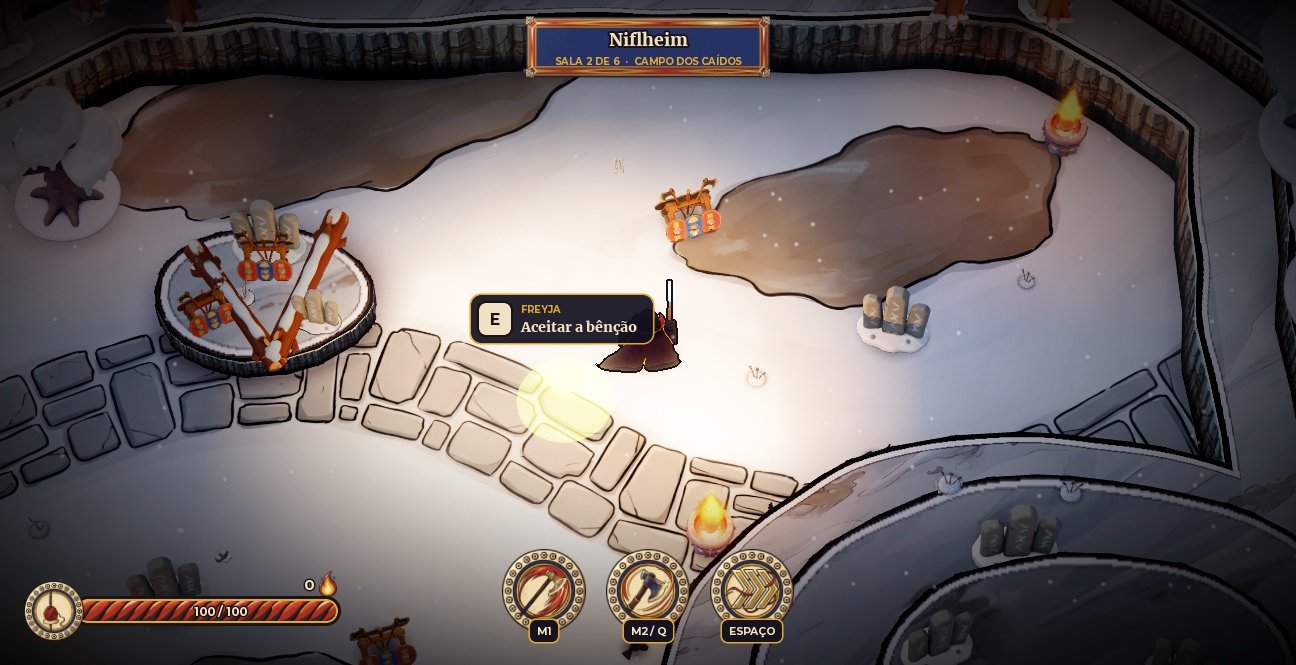 Niflheim
SALA 2 DE 6 · CAMPO DOS CAÍDOS
E
FREYJA
Aceitar a bênção
0
100 / 100
M1
M2 / Q
ESPAÇO